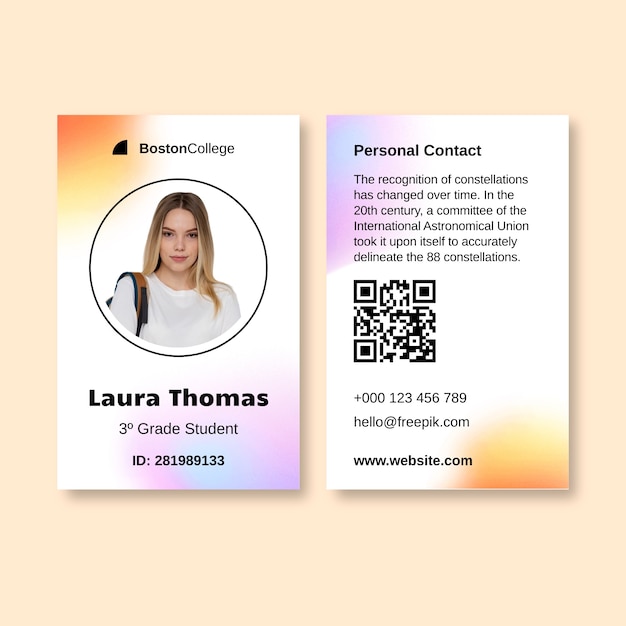 BostonCollege
Laura Thomas
3º Grade Student
ID: 281989133
Personal Contact
The recognition of constellations
has changed over time. In the
20th century, a committee of the
International Astronomical Union
took it upon itself to accurately
delineate the 88 constellations.
+000 123 456 789
hello@freepik.com
www.website.com